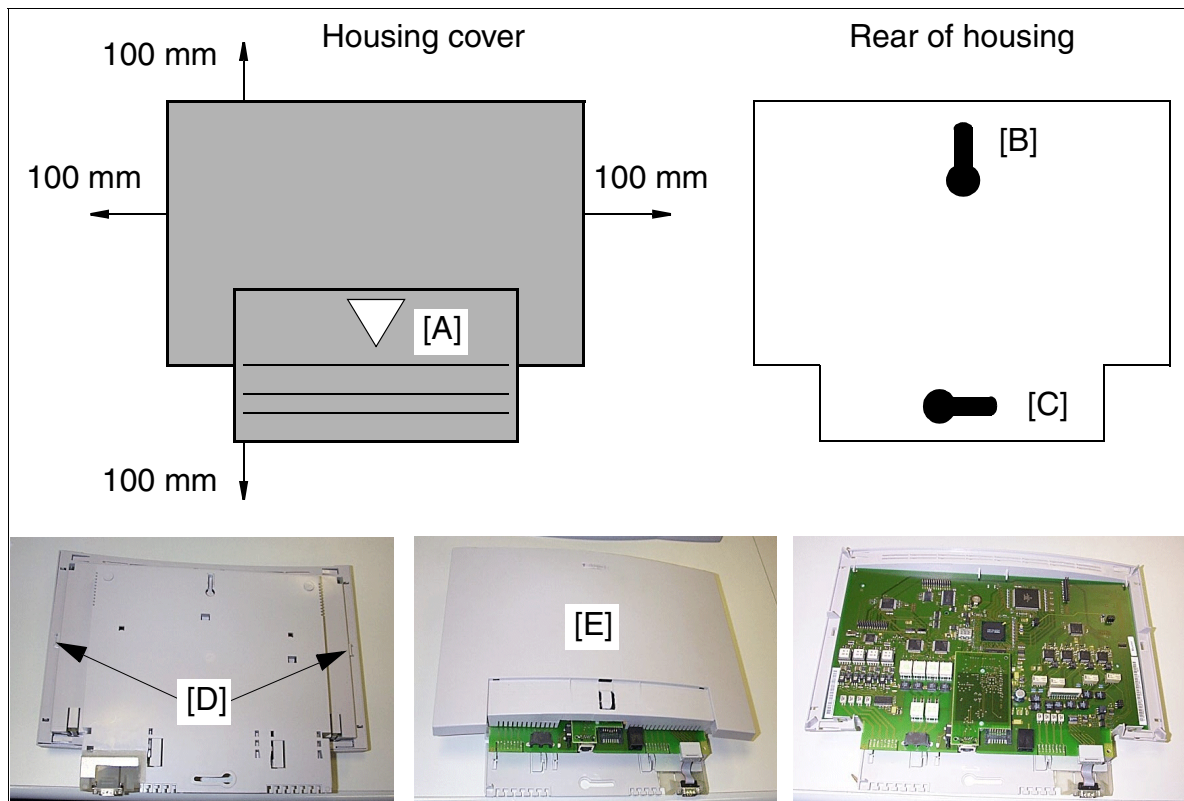 Housing cover
Rear of housing
100 mm
100 mm
100 mm
[A]
100 mm
[B]
[C]
[D]
[E]